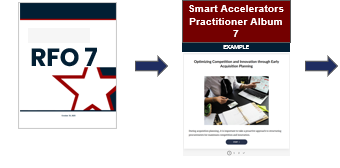 RFO 7
Smart Accelerators
Practitioner Album
7
EXAMPLE
Optimizing Competition and Innovation through Early
Acquisition Planning